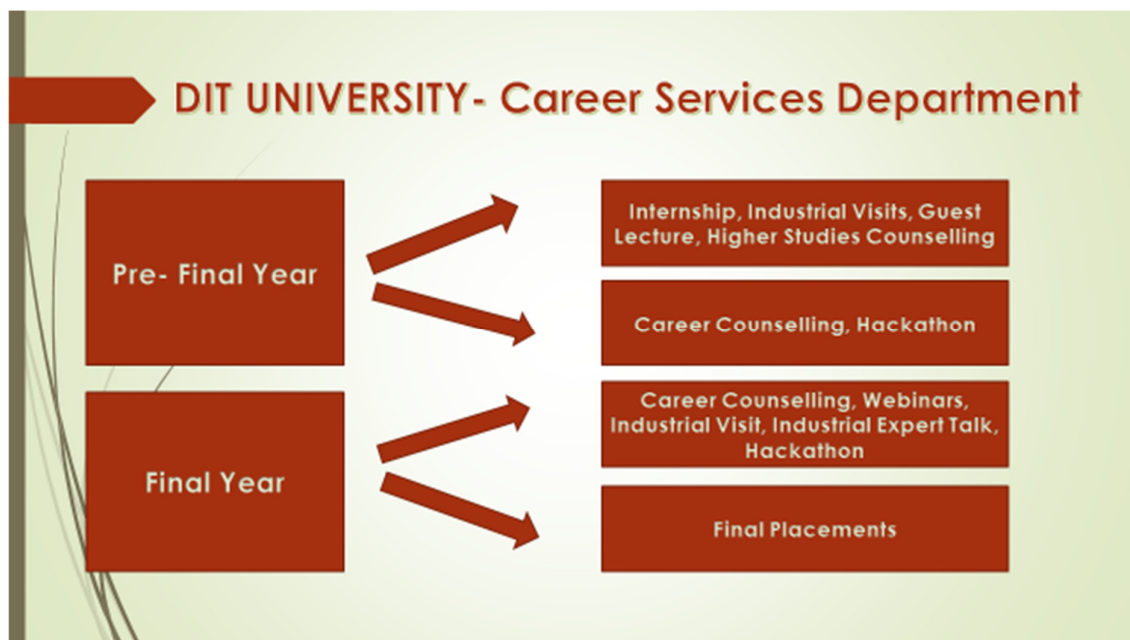 DIT UNIVERSITY- Career Services Department
Pre- Final Year
Internship, Industrial Visits, Guest
Lecture, Higher Studies Counselling
Career Counselling, Hackathon
Final Year
Career Counselling, Webinars,
Industrial Visit, Industrial Expert Talk,
Hackathon
Final Placements